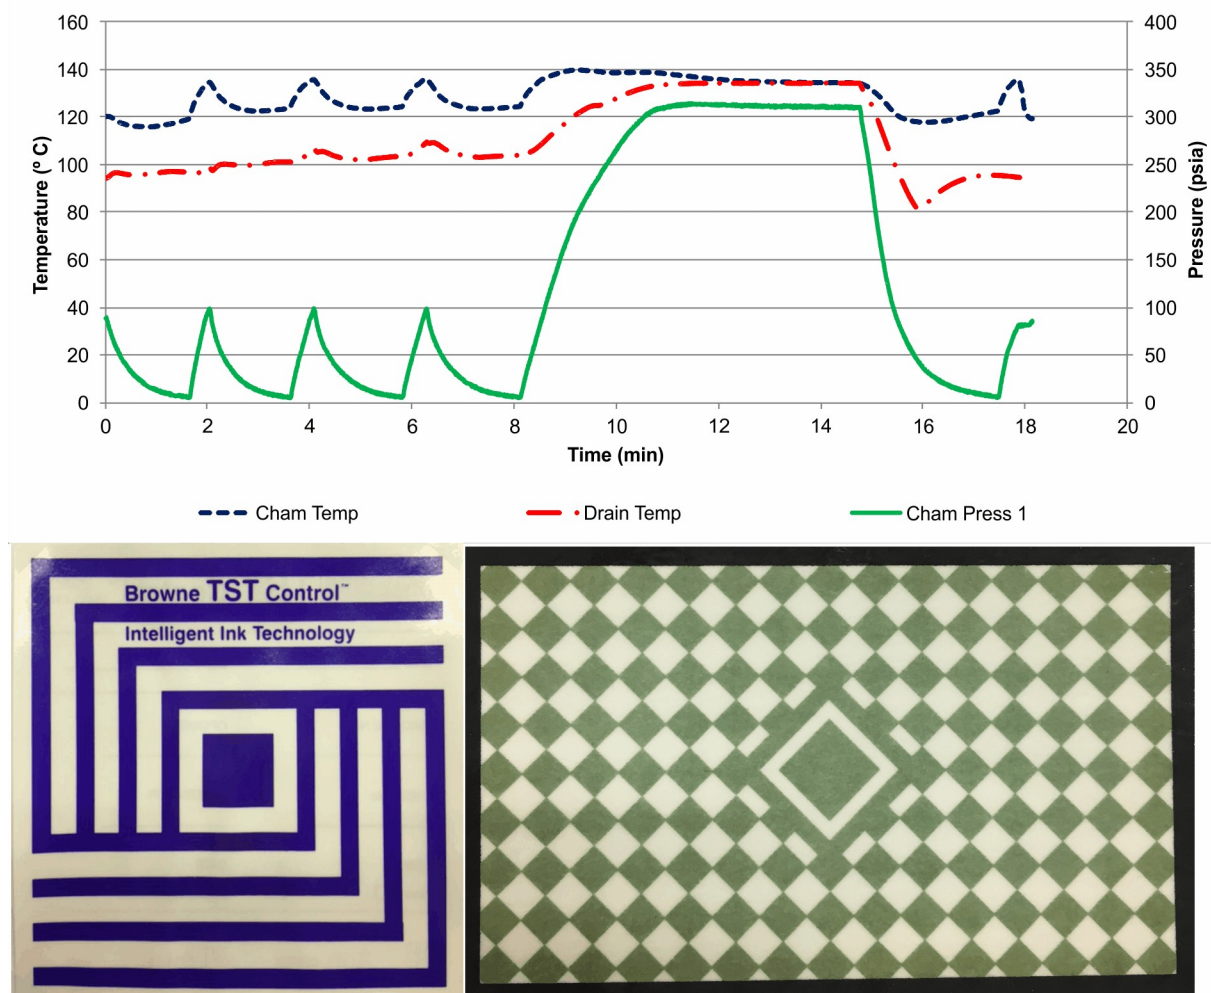 160
140
120
100
80
60
40
20
0
Temperature (º C)
400
350
300
250
200
150
100
50
0
Pressure (psia)
0 2 4 6 8 10 12 14 16 18 20
Time (min)
Cham Temp Drain Temp Cham Press 1
Browne TST Control™
Intelligent Ink Technology